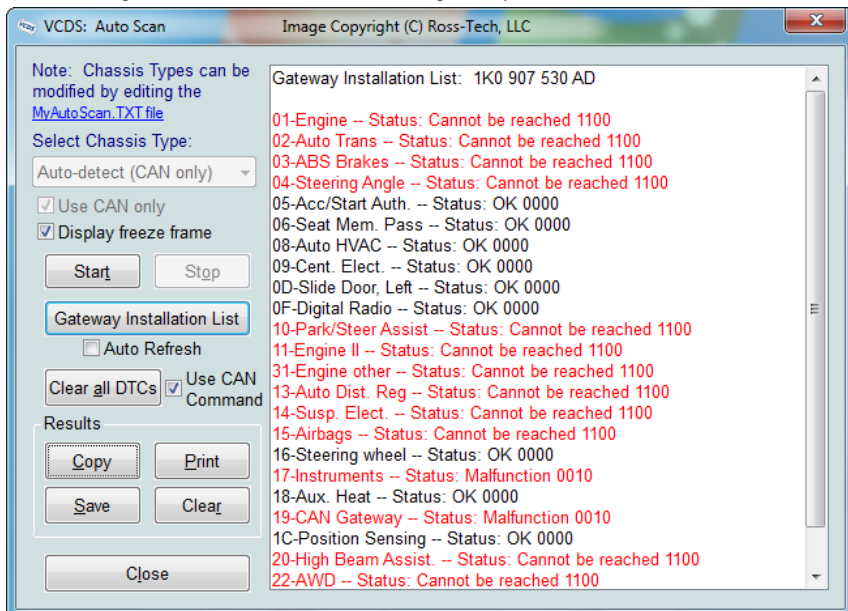 VCDS: Auto Scan
Image Copyright (C) Ross-Tech, LLC
Note: Chassis Types can be
modified by editing the
MyAutoScan.TXT file
Select Chassis Type:
Auto-detect (CAN only)
Use CAN only
Display freeze frame
Start
Stop
Gateway Installation List
Auto Refresh
Clear all DTCs
Use CAN
Command
Results
Copy
Print
Save
Clear
Close
Gateway Installation List: 1K0 907 530 AD
01-Engine -- Status: Cannot be reached 1100
02-Auto Trans -- Status: Cannot be reached 1100
03-ABS Brakes -- Status: Cannot be reached 1100
04-Steering Angle -- Status: Cannot be reached 1100
05-Acc/Start Auth. -- Status: OK 0000
06-Seat Mem. Pass -- Status: OK 0000
08-Auto HVAC -- Status: OK 0000
09-Cent. Elect. -- Status: OK 0000
0D-Slide Door, Left -- Status: OK 0000
0F-Digital Radio -- Status: OK 0000
10-Park/Steer Assist -- Status: Cannot be reached 1100
11-Engine II -- Status: Cannot be reached 1100
31-Engine other -- Status: Cannot be reached 1100
13-Auto Dist. Reg -- Status: Cannot be reached 1100
14-Susp. Elect. -- Status: Cannot be reached 1100
15-Airbags -- Status: Cannot be reached 1100
16-Steering wheel -- Status: OK 0000
17-Instruments -- Status: Malfunction 0010
18-Aux. Heat -- Status: OK 0000
19-CAN Gateway -- Status: Malfunction 0010
1C-Position Sensing -- Status: OK 0000
20-High Beam Assist. -- Status: Cannot be reached 1100
22-AWD -- Status: Cannot be reached 1100